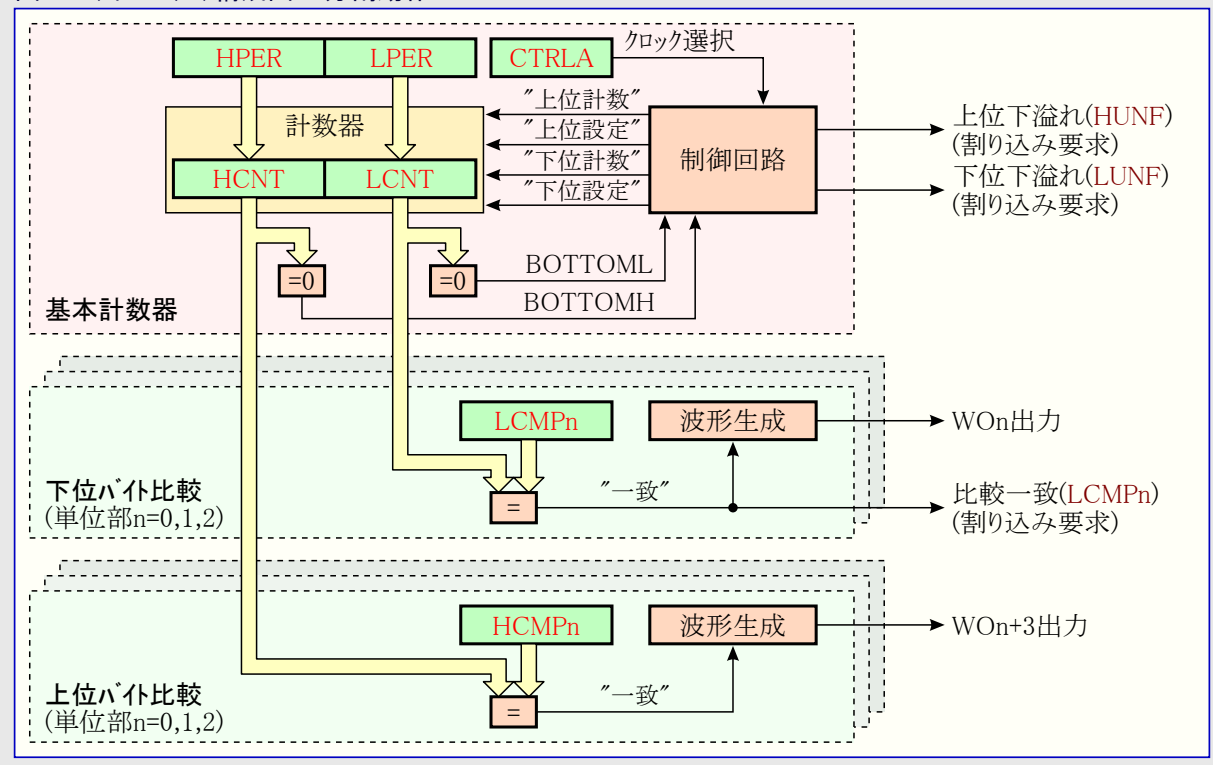 HPER
LPER
CTRLA
クロック選択
計数器
"上位計数"
"上位設定"
"下位計数"
"下位設定"
制御回路
上位下溢れ(HUNF)
(割り込み要求)
下位下溢れ(LUNF)
(割り込み要求)
HCNT
LCNT
=0
=0
BOTTOML
BOTTOMH
基本計数器
LCMPn
波形生成
WOn出力
下位バイト比較
(単位部n=0,1,2)
=
"一致"
比較一致(LCMPn)
(割り込み要求)
HCMPn
波形生成
WOn+3出力
上位バイト比較
(単位部n=0,1,2)
=
"一致"